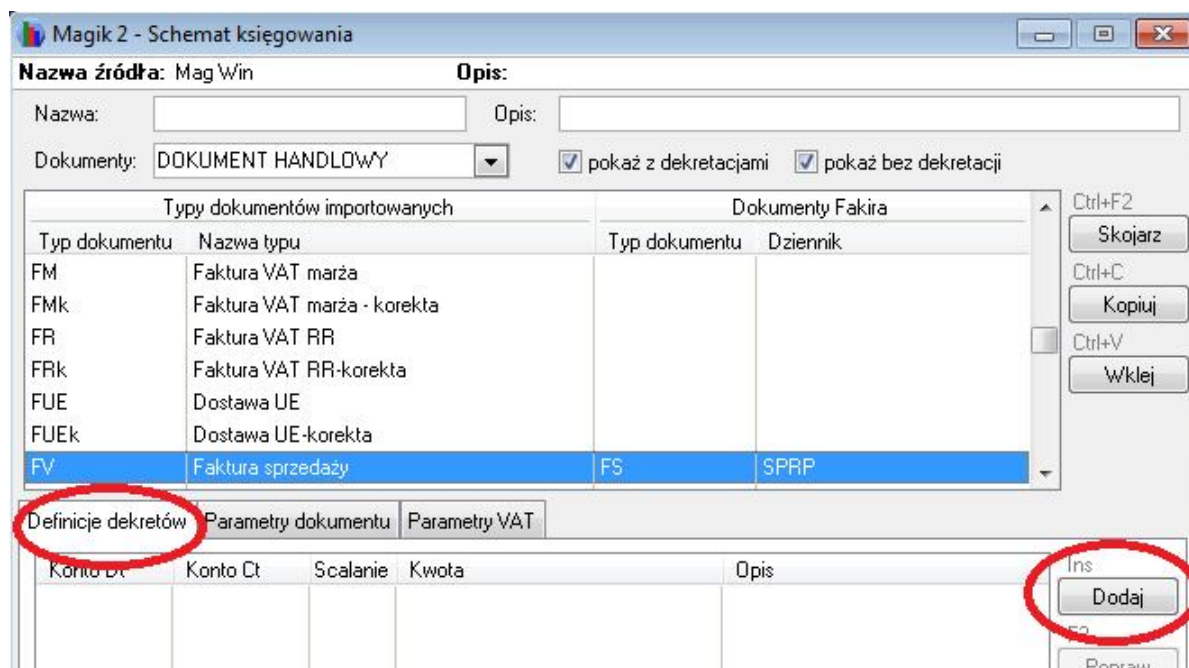 Magik 2 - Schemat księgowania
Nazwa źródła: Mag Win Opis:
Nazwa: Opis:
Dokumenty: DOKUMENT HANDLOWY pokaż z dekretacjami pokaż bez dekretacji
Typy dokumentów importowanych Dokumenty Fakira Ctrl+F2
Typ dokumentu Nazwa typu Typ dokumentu Dziennik Skojarz
FM Faktura VAT marża Ctrl+C
FMk Faktura VAT marża - korekta Kopiuj
FR Faktura VAT RR Ctrl+V
FRk Faktura VAT RR-korekta Wklej
FUE Dostawa UE
FUEk Dostawa UE-korekta
FV Faktura sprzedaży FS SPRP
Definicje dekretów Parametry dokumentu Parametry VAT
Konto Dt Konto Ct Scalanie Kwota Opis Ins
Dodaj
F2
Popraw